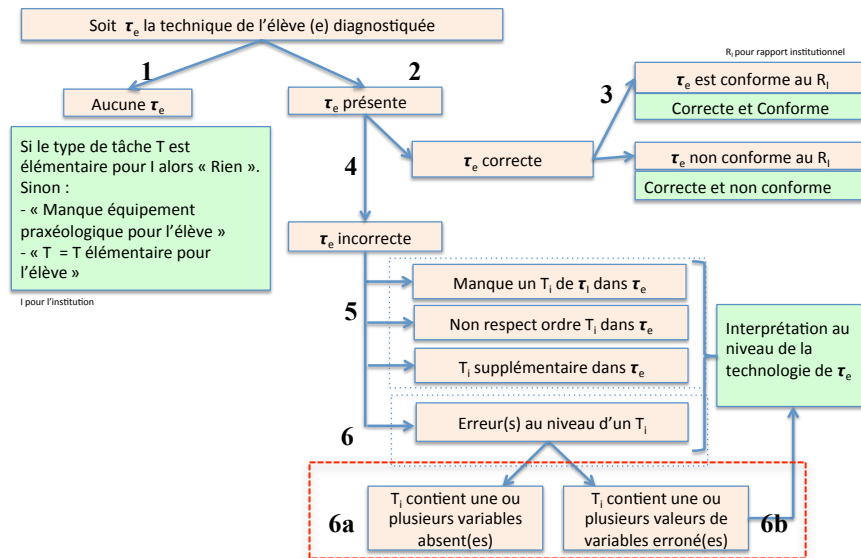 Soit τe la technique de l’élève (e) diagnostiquée
1
2
RI pour rapport institutionnel
Aucune τe
τe présente
3
τe est conforme au RI
Correcte et Conforme
Si le type de tâche T est
élémentaire pour I alors « Rien ».
Sinon :
- « Manque équipement
praxéologique pour l’élève »
- « T = T élémentaire pour
l’élève »
I pour l’institution
4
τe correcte
τe non conforme au RI
Correcte et non conforme
τe incorrecte
5
Manque un Ti de τI dans τe
Non respect ordre Ti dans τe
Ti supplémentaire dans τe
Interprétation au
niveau de la
technologie de τe
6
Erreur(s) au niveau d’un Ti
6a
Ti contient une ou
plusieurs variables
absent(es)
Ti contient une ou
plusieurs valeurs de
variables erroné(es)
6b